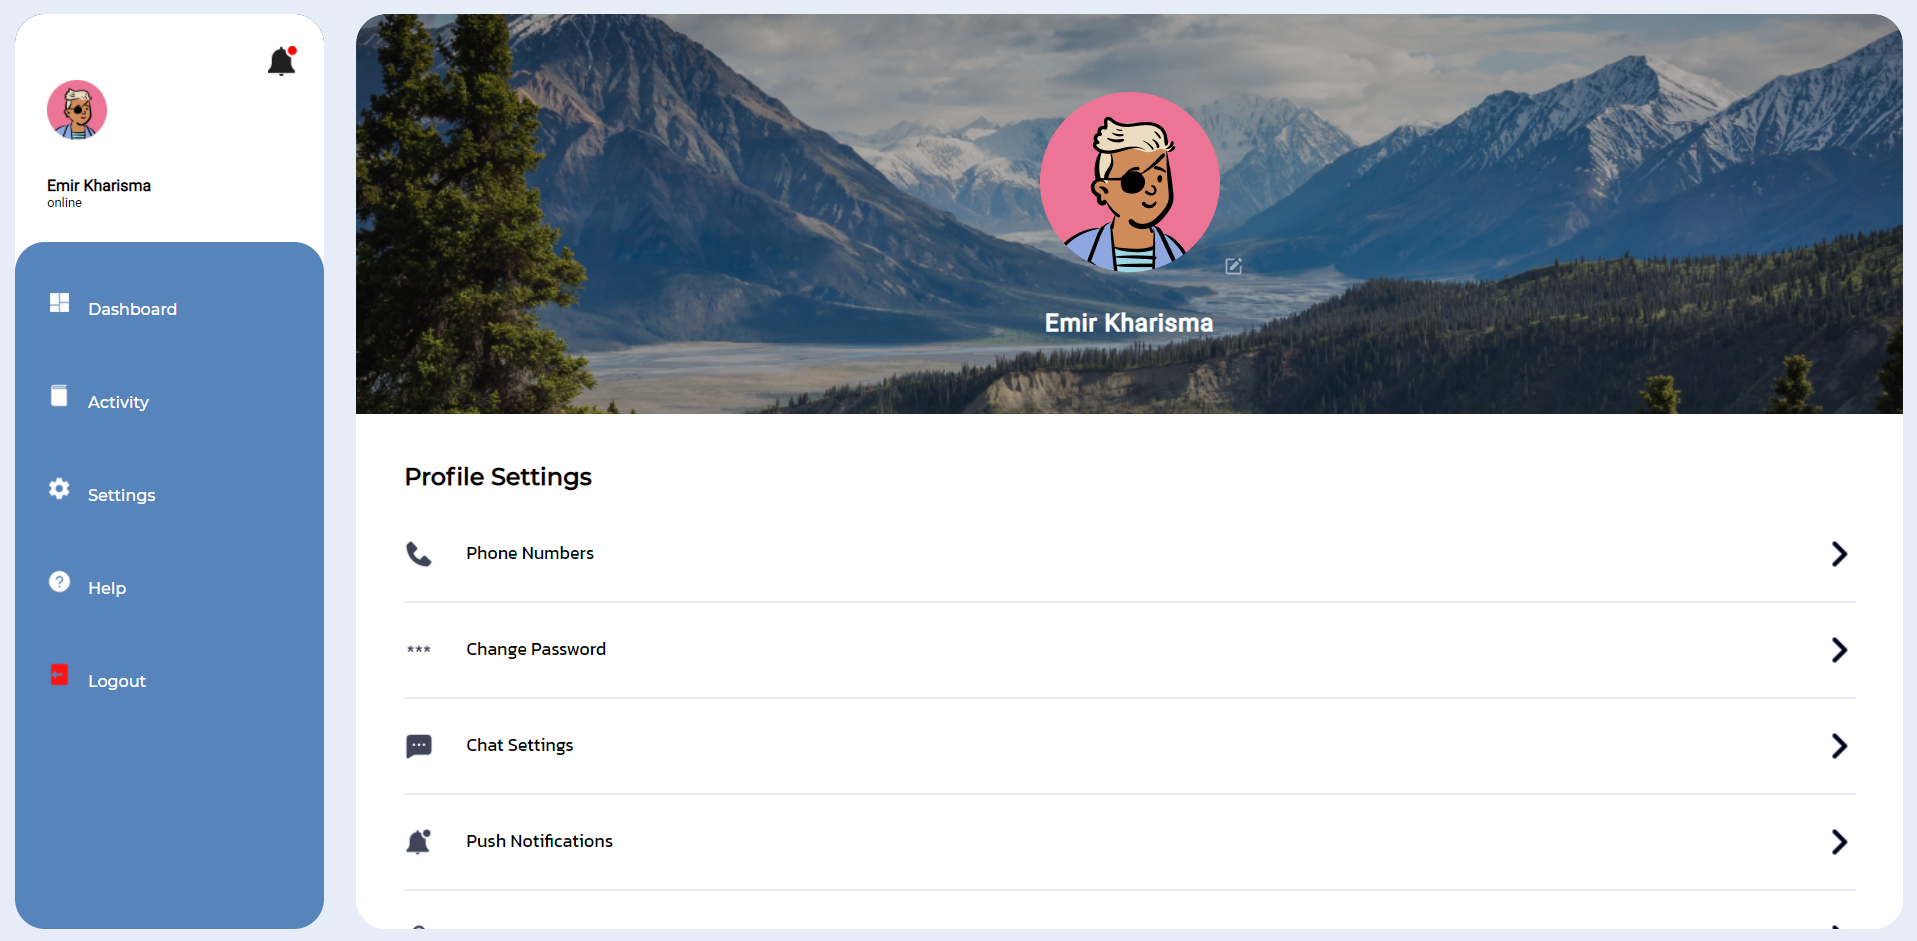 Emir Kharisma
online
Dashboard
Activity
Settings
Help
Logout
Emir Kharisma
Profile Settings
Phone Numbers
Change Password
Chat Settings
Push Notifications